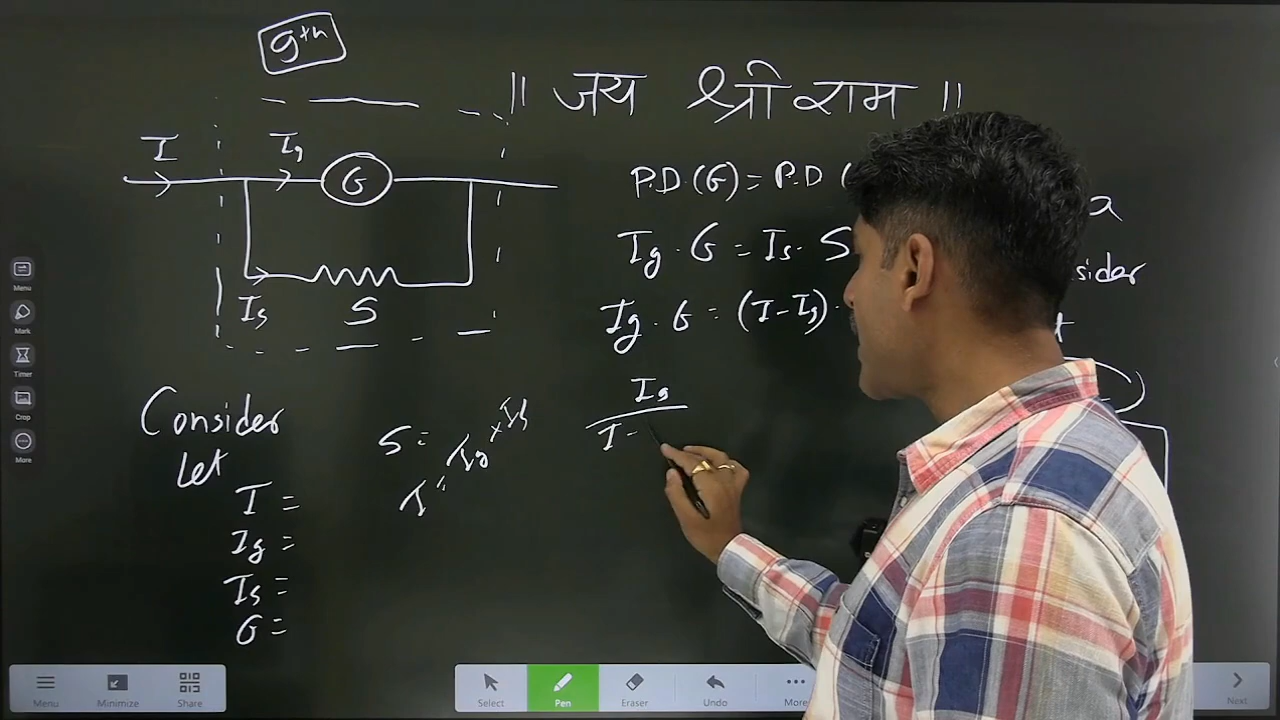 9th
|| जय श्री राम ||
I
Ig
G
Is
S
P.D (G) = P.D (
Ig · G = Is · S
Ig · G = (I - Ig) ·
Ig
I -
a
sider
t
Consider
Let
I =
Ig =
Is =
G =
S =
I = Ig + Is
Menu
Mark
Timer
Crop
More
Menu
Minimize
Share
Select
Pen
Eraser
Undo
More
Next